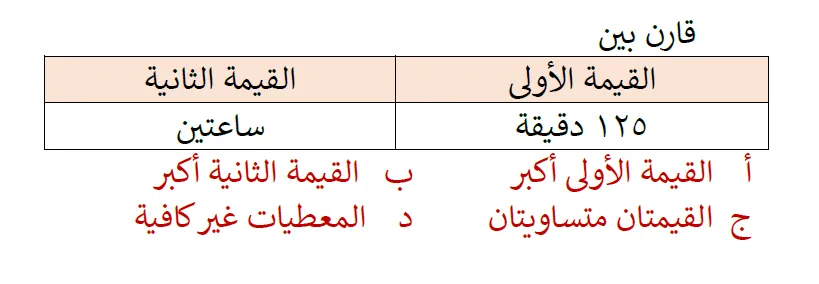 قارن بين
القيمة الأولى القيمة الثانية
١٢٥ دقيقة ساعتين
أ القيمة الأولى أكبر ب القيمة الثانية أكبر
ج القيمتان متساويتان د المعطيات غير كافية